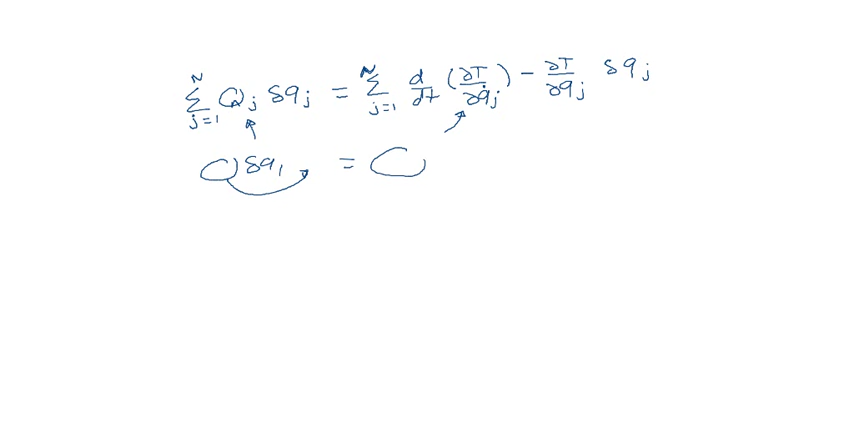 ∑_{j=1}^{N} Q_j δq_j = ∑_{j=1}^{N} d/dt (∂T/∂q̇_j) - ∂T/∂q_j δq_j
δq_1 =